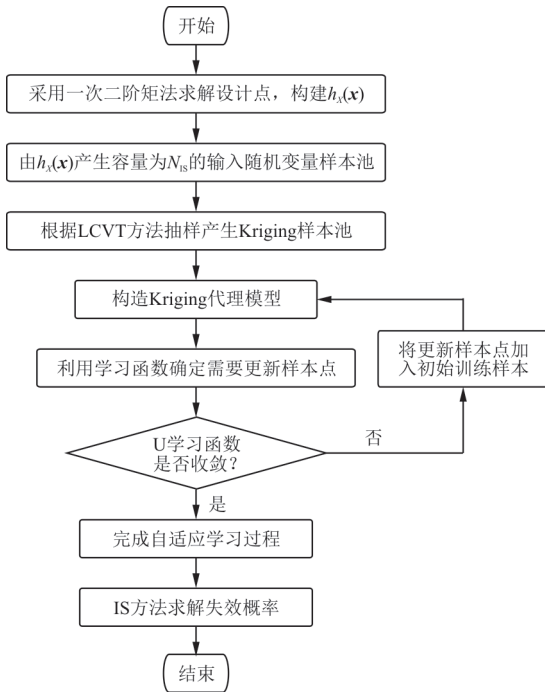 开始
采用一次二阶矩法求解设计点，构建hx(x)
由hx(x)产生容量为NIS的输入随机变量样本池
根据LCVT方法抽样产生Kriging样本池
构造Kriging代理模型
利用学习函数确定需要更新样本点
将更新样本点加
入初始训练样本
U学习函数
是否收敛？
否
是
完成自适应学习过程
IS方法求解失效概率
结束